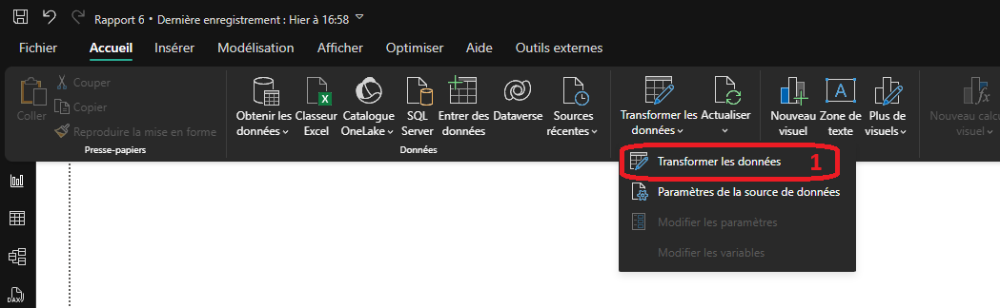 Rapport 6 • Dernière enregistrement : Hier à 16:58
Fichier Accueil Insérer Modélisation Afficher Optimiser Aide Outils externes
Coller
Couper
Copier
Reproduire la mise en forme
Presse-papiers
Obtenir les données
Classeur Excel
Catalogue OneLake
SQL Server
Entrer des données
Dataverse
Sources récentes
Données
Transformer les données
Actualiser
Nouveau visuel
Zone de texte
A
Plus de visuels
Nouveau calcul visuel
fx
Transformer les données 1
Paramètres de la source de données
Modifier les paramètres
Modifier les variables
DAX